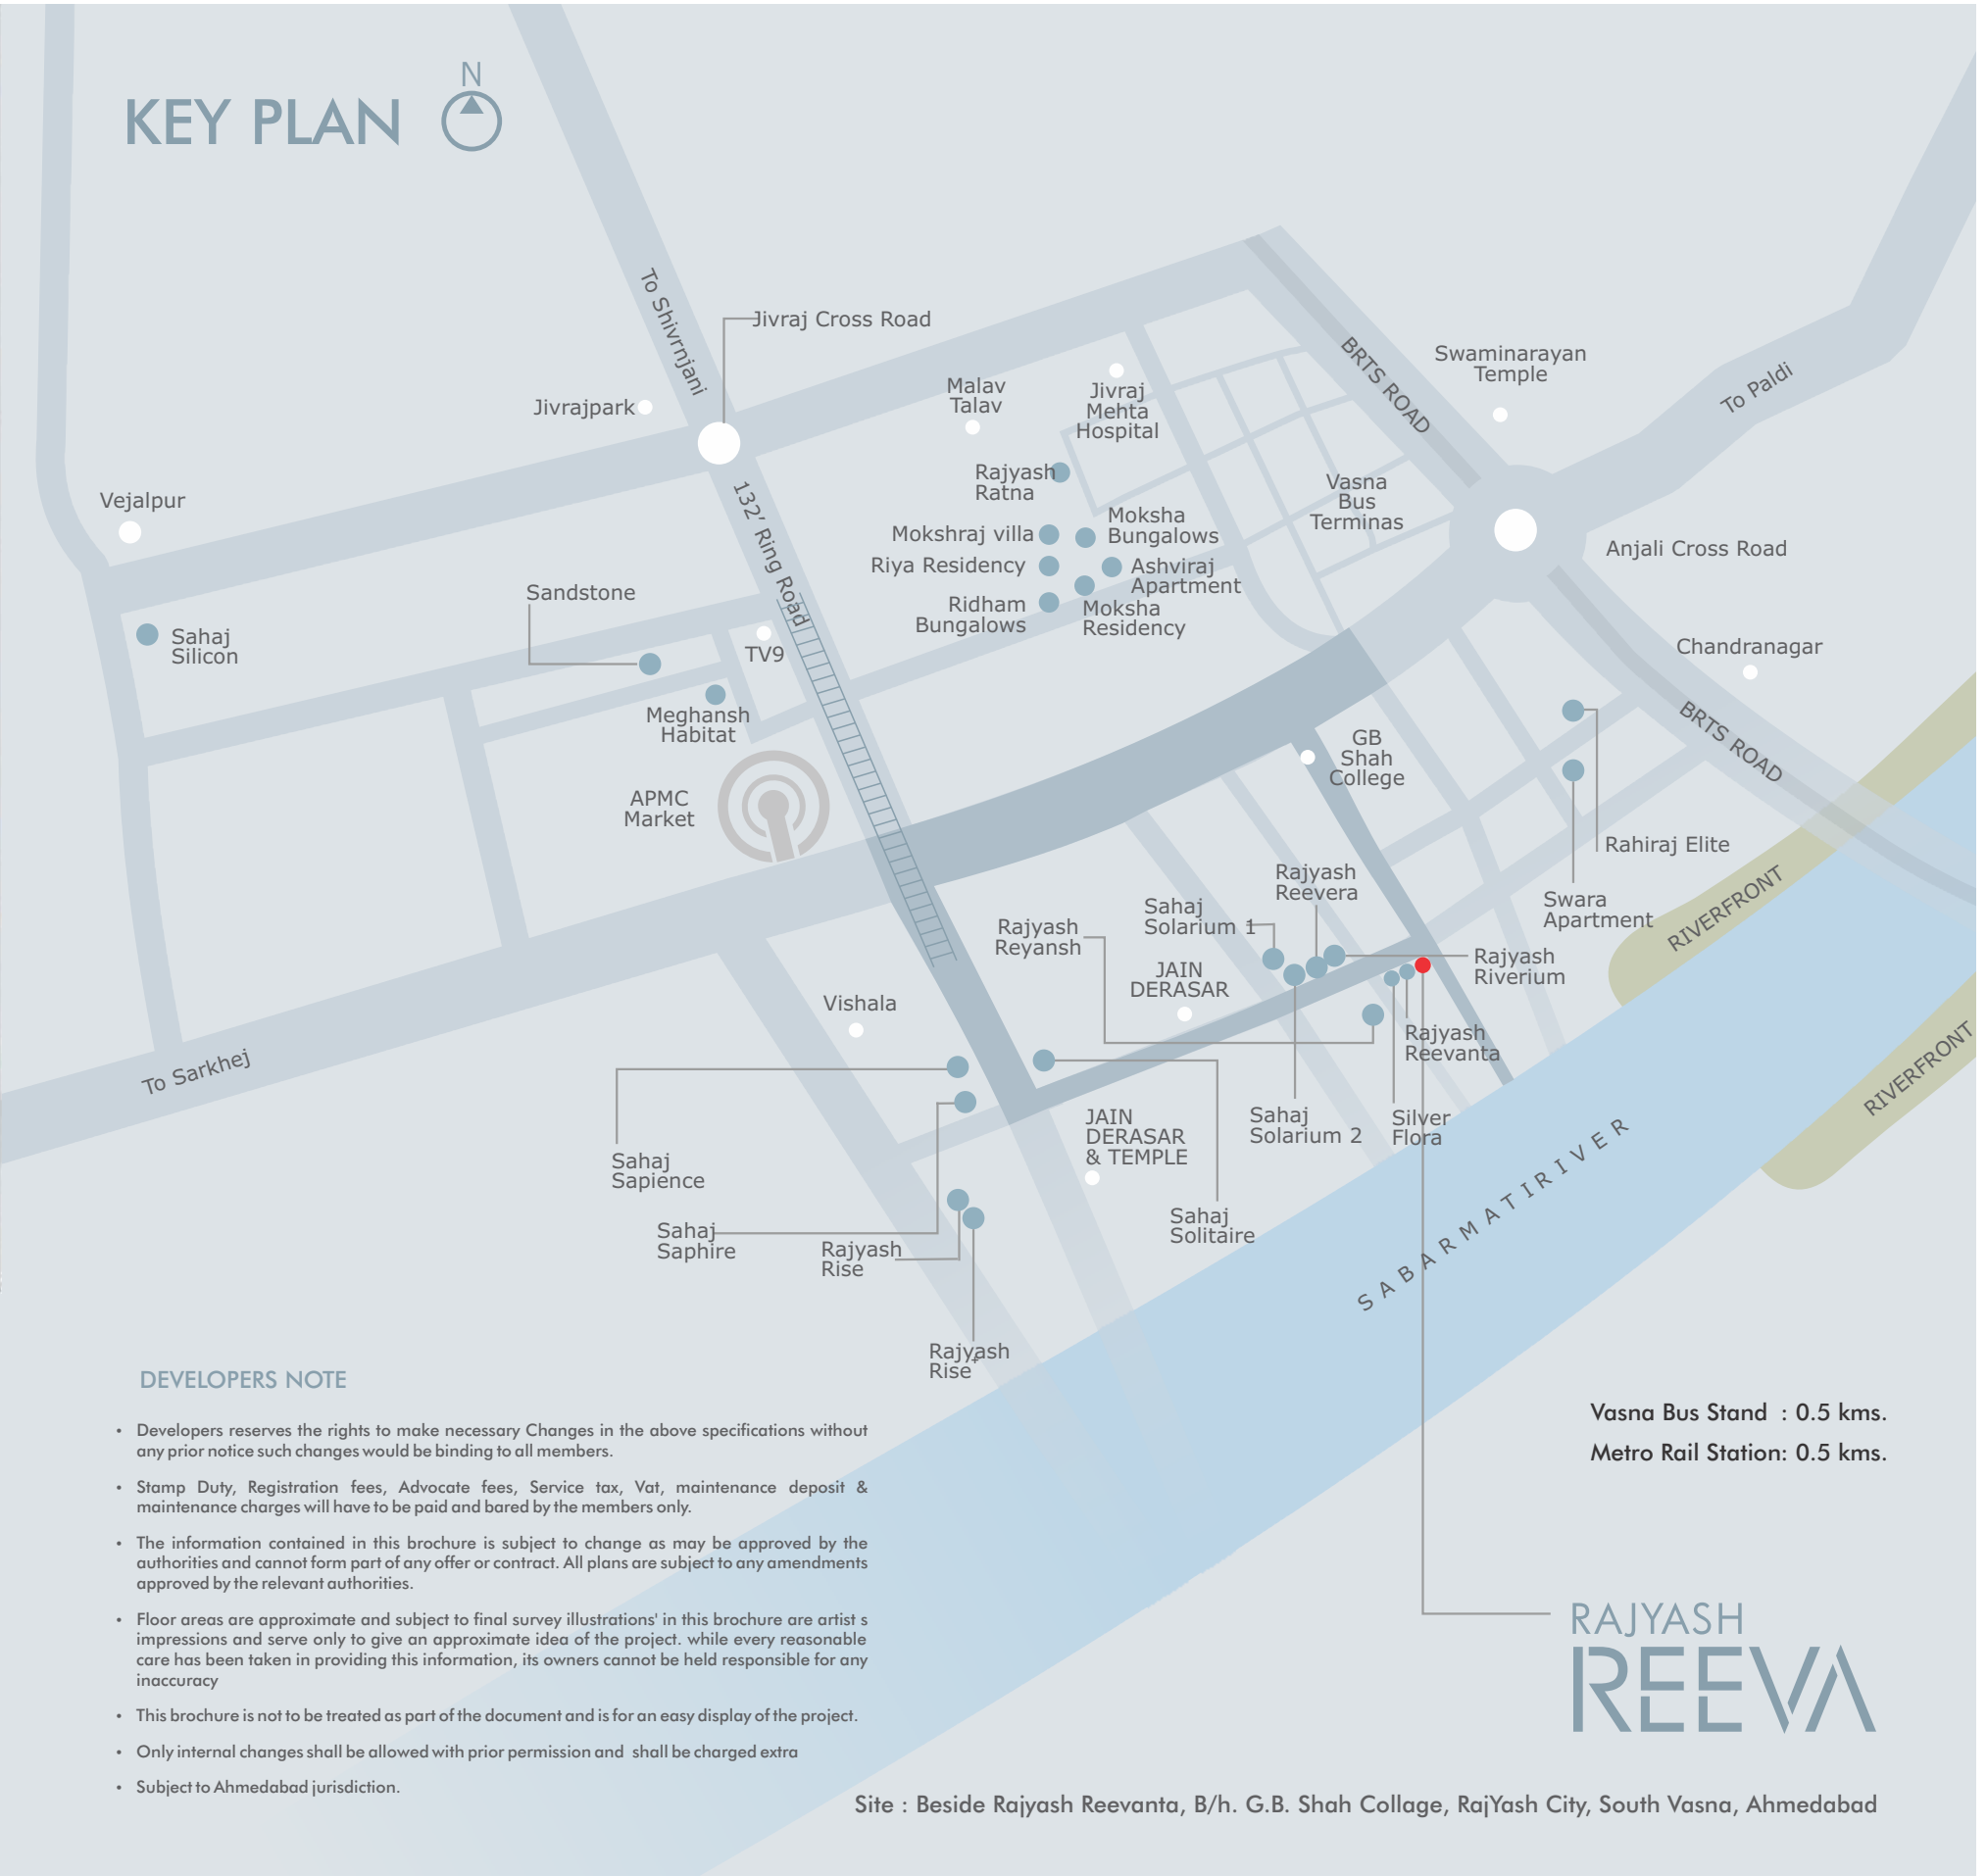 N
KEY PLAN
To Shivrnjani
Jivraj Cross Road
Jivrajpark
Malav
Talav
Jivraj
Mehta
Hospital
BRTS ROAD
Swaminarayan
Temple
To Paldi
Vejalpur
132' Ring Road
Rajyash
Ratna
Vasna
Bus
Terminas
Mokshraj villa
Moksha
Bungalows
Anjali Cross Road
Riya Residency
Ashviraj
Apartment
Sandstone
Ridham
Bungalows
Moksha
Residency
Sahaj
Silicon
TV9
Chandranagar
Meghansh
Habitat
BRTS ROAD
GB
Shah
College
APMC
Market
Rahiraj Elite
Rajyash
Reevera
Swara
Apartment
Sahaj
Solarium 1
RIVERFRONT
Rajyash
Reyansh
JAIN
DERASAR
Rajyash
Riverium
Vishala
Rajyash
Reevanta
RIVERFRONT
To Sarkhej
JAIN
DERASAR
& TEMPLE
Sahaj
Solarium 2
Silver
Flora
Sahaj
Sapience
SABARMATIRIVER
Sahaj
Solitaire
Sahaj
Saphire
Rajyash
Rise
Rajyash
Rise+
DEVELOPERS NOTE
• Developers reserves the rights to make necessary Changes in the above specifications without
any prior notice such changes would be binding to all members.
• Stamp Duty, Registration fees, Advocate fees, Service tax, Vat, maintenance deposit &
maintenance charges will have to be paid and bared by the members only.
• The information contained in this brochure is subject to change as may be approved by the
authorities and cannot form part of any offer or contract. All plans are subject to any amendments
approved by the relevant authorities.
• Floor areas are approximate and subject to final survey illustrations' in this brochure are artist s
impressions and serve only to give an approximate idea of the project. while every reasonable
care has been taken in providing this information, its owners cannot be held responsible for any
inaccuracy
• This brochure is not to be treated as part of the document and is for an easy display of the project.
• Only internal changes shall be allowed with prior permission and shall be charged extra
• Subject to Ahmedabad jurisdiction.
Vasna Bus Stand : 0.5 kms.
Metro Rail Station: 0.5 kms.
RAJYASH
REEVA
Site : Beside Rajyash Reevanta, B/h. G.B. Shah Collage, RajYash City, South Vasna, Ahmedabad